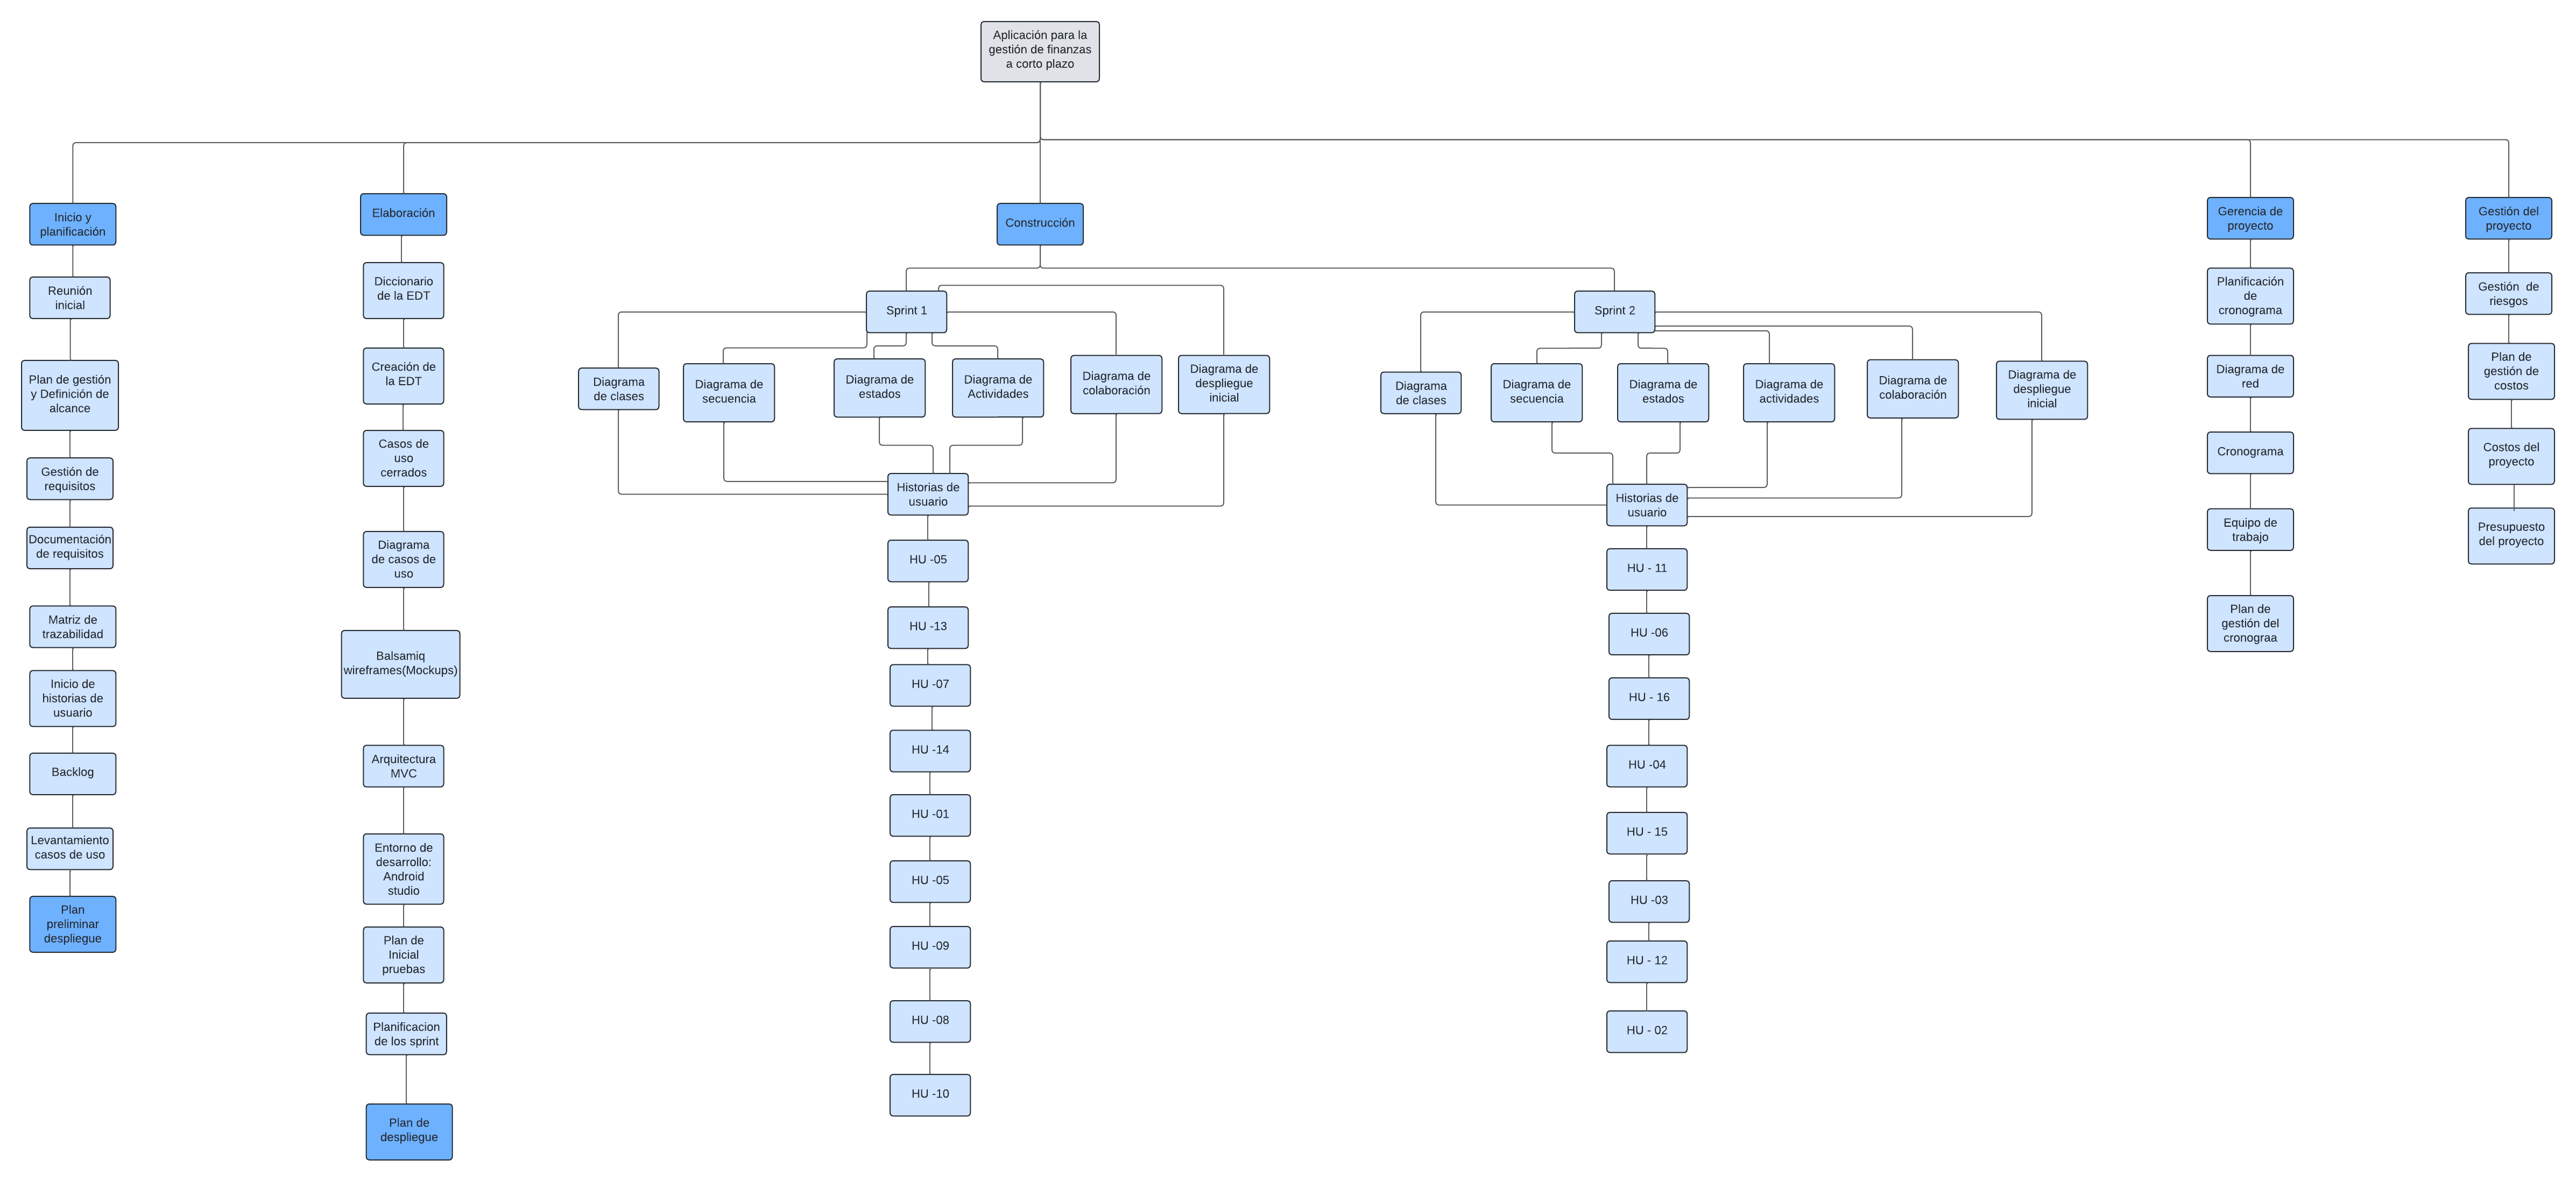 Aplicación para la
gestión de finanzas
a corto plazo
Inicio y
planificación
Reunión
inicial
Plan de gestión
y Definición de
alcance
Gestión de
requisitos
Documentación
de requisitos
Matriz de
trazabilidad
Inicio de
historias de
usuario
Backlog
Levantamiento
casos de uso
Plan
preliminar
despliegue
Elaboración
Diccionario
de la EDT
Creación de
la EDT
Casos de
uso
cerrados
Diagrama
de casos de
uso
Balsamiq
wireframes(Mockups)
Arquitectura
MVC
Entorno de
desarrollo:
Android
studio
Plan de
Inicial
pruebas
Planificacion
de los sprint
Plan de
despliegue
Construcción
Sprint 1
Diagrama
de clases
Diagrama de
secuencia
Diagrama de
estados
Diagrama de
Actividades
Diagrama de
colaboración
Diagrama de
despliegue
inicial
Historias de
usuario
HU -05
HU -13
HU -07
HU -14
HU -01
HU -05
HU -09
HU -08
HU -10
Sprint 2
Diagrama
de clases
Diagrama de
secuencia
Diagrama de
estados
Diagrama de
actividades
Diagrama de
colaboración
Diagrama de
despliegue
inicial
Historias de
usuario
HU - 11
HU -06
HU - 16
HU -04
HU - 15
HU -03
HU - 12
HU - 02
Gerencia de
proyecto
Planificación
de
cronograma
Diagrama de
red
Cronograma
Equipo de
trabajo
Plan de
gestión del
cronograa
Gestión del
proyecto
Gestión  de
riesgos
Plan de
gestión de
costos
Costos del
proyecto
Presupuesto
del proyecto